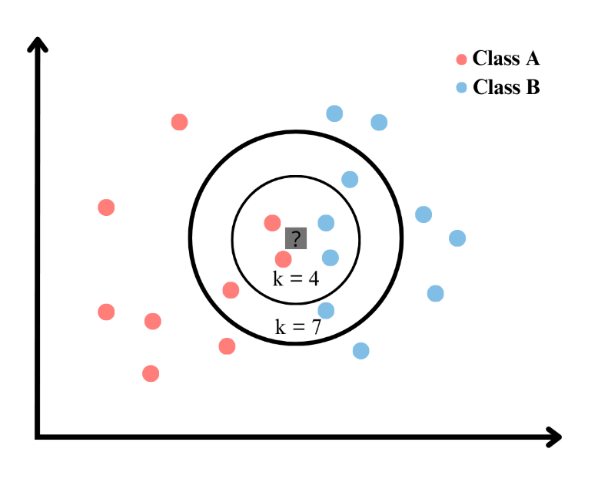 Class A
Class B
?
k = 4
k = 7